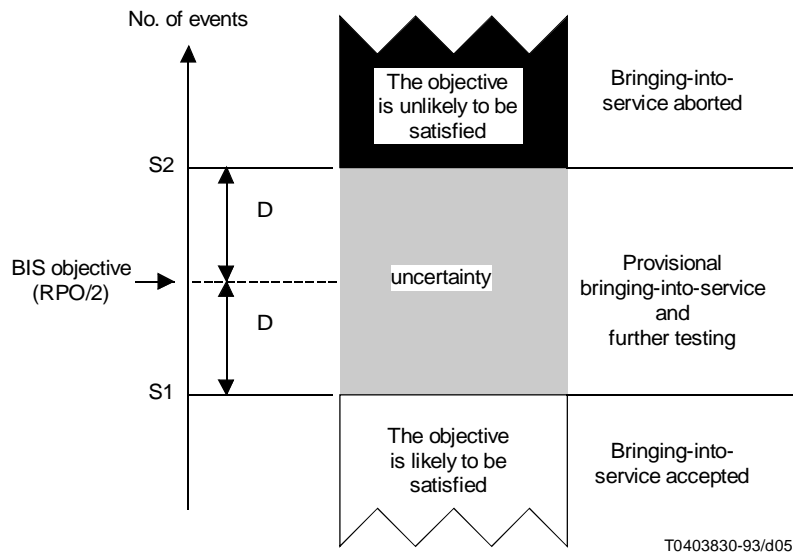 No. of events
The objective
is unlikely to be
satisfied
Bringing-into-
service aborted
S2
D
BIS objective
(RPO/2)
uncertainty
Provisional
bringing-into-service
and
further testing
D
S1
The objective
is likely to be
satisfied
Bringing-into-
service accepted
T0403830-93/d05